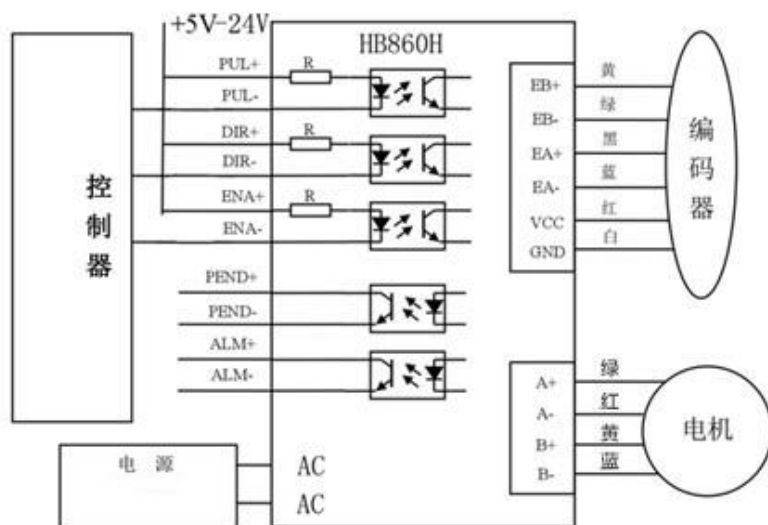 +5V-24V
HB860H
控制器
PUL+
R
PUL-
DIR+
R
DIR-
ENA+
R
ENA-
PEND+
PEND-
ALM+
ALM-
电 源
AC
AC
EB+
黄
EB-
绿
EA+
黑
EA-
蓝
VCC
红
GND
白
编码器
A+
绿
A-
红
B+
黄
B-
蓝
电机